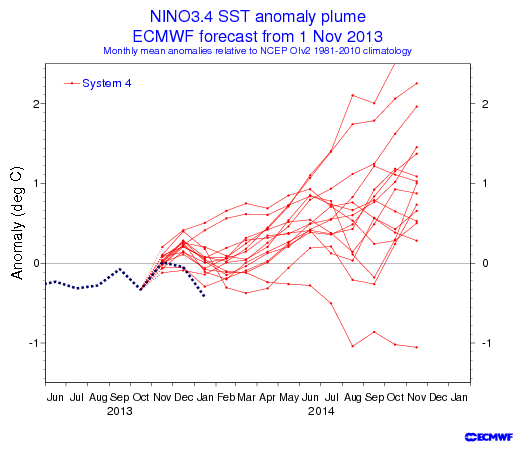 NINO3.4 SST anomaly plume
ECMWF forecast from 1 Nov 2013
Monthly mean anomalies relative to NCEP OIv2 1981-2010 climatology
System 4
Anomaly (deg C)
2 2
1 1
0 0
-1 -1
Jun Jul Aug Sep Oct Nov Dec Jan Feb Mar Apr May Jun Jul Aug Sep Oct Nov Dec Jan
2013 2014
ECMWF